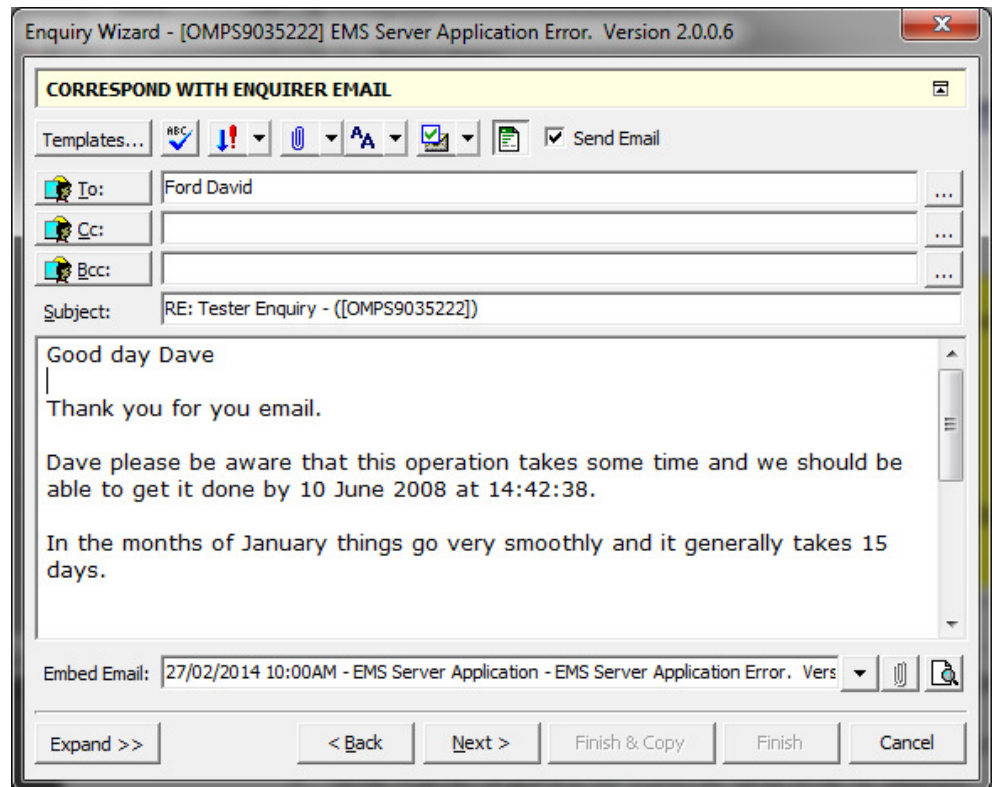 Enquiry Wizard - [OMPS9035222] EMS Server Application Error. Version 2.0.0.6
CORRESPOND WITH ENQUIRER EMAIL
Templates... ABC AA Send Email
To: Ford David ...
Cc: ...
Bcc: ...
Subject: RE: Tester Enquiry - ([OMPS9035222])
Good day Dave
Thank you for you email.
Dave please be aware that this operation takes some time and we should be
able to get it done by 10 June 2008 at 14:42:38.
In the months of January things go very smoothly and it generally takes 15
days.
Embed Email: 27/02/2014 10:00AM - EMS Server Application - EMS Server Application Error. Vers
Expand >> < Back Next > Finish & Copy Finish Cancel